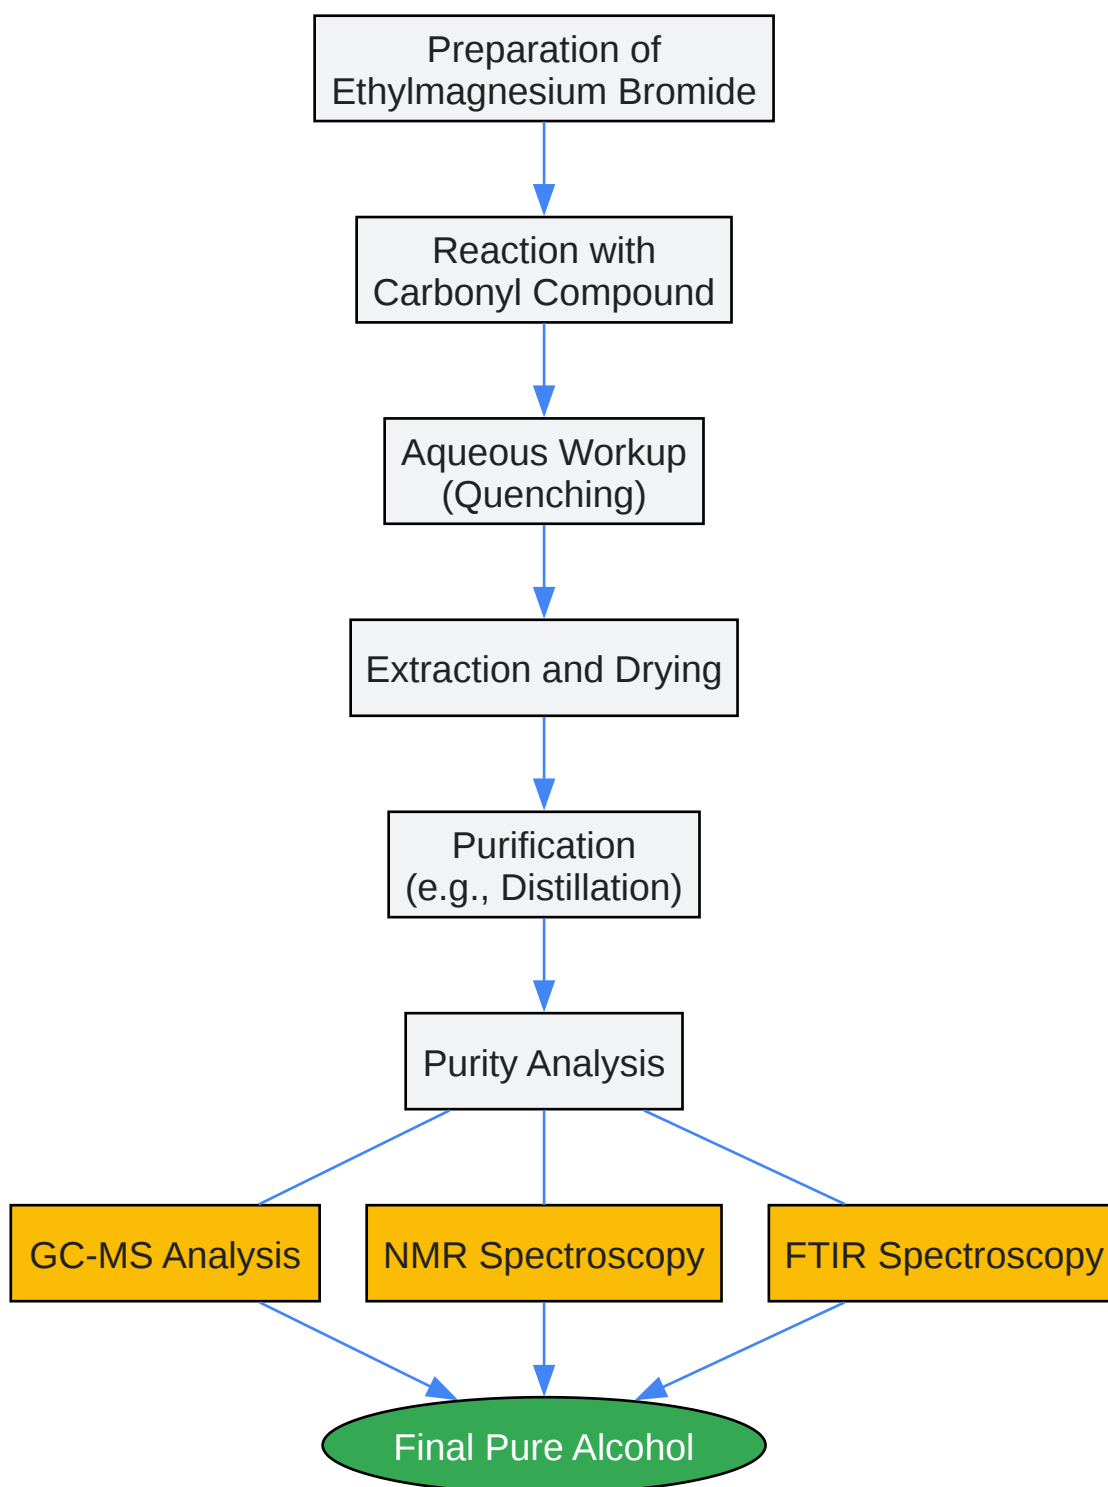 Preparation of
Ethylmagnesium Bromide
Reaction with
Carbonyl Compound
Aqueous Workup
(Quenching)
Extraction and Drying
Purification
(e.g., Distillation)
Purity Analysis
GC-MS Analysis
NMR Spectroscopy
FTIR Spectroscopy
Final Pure Alcohol